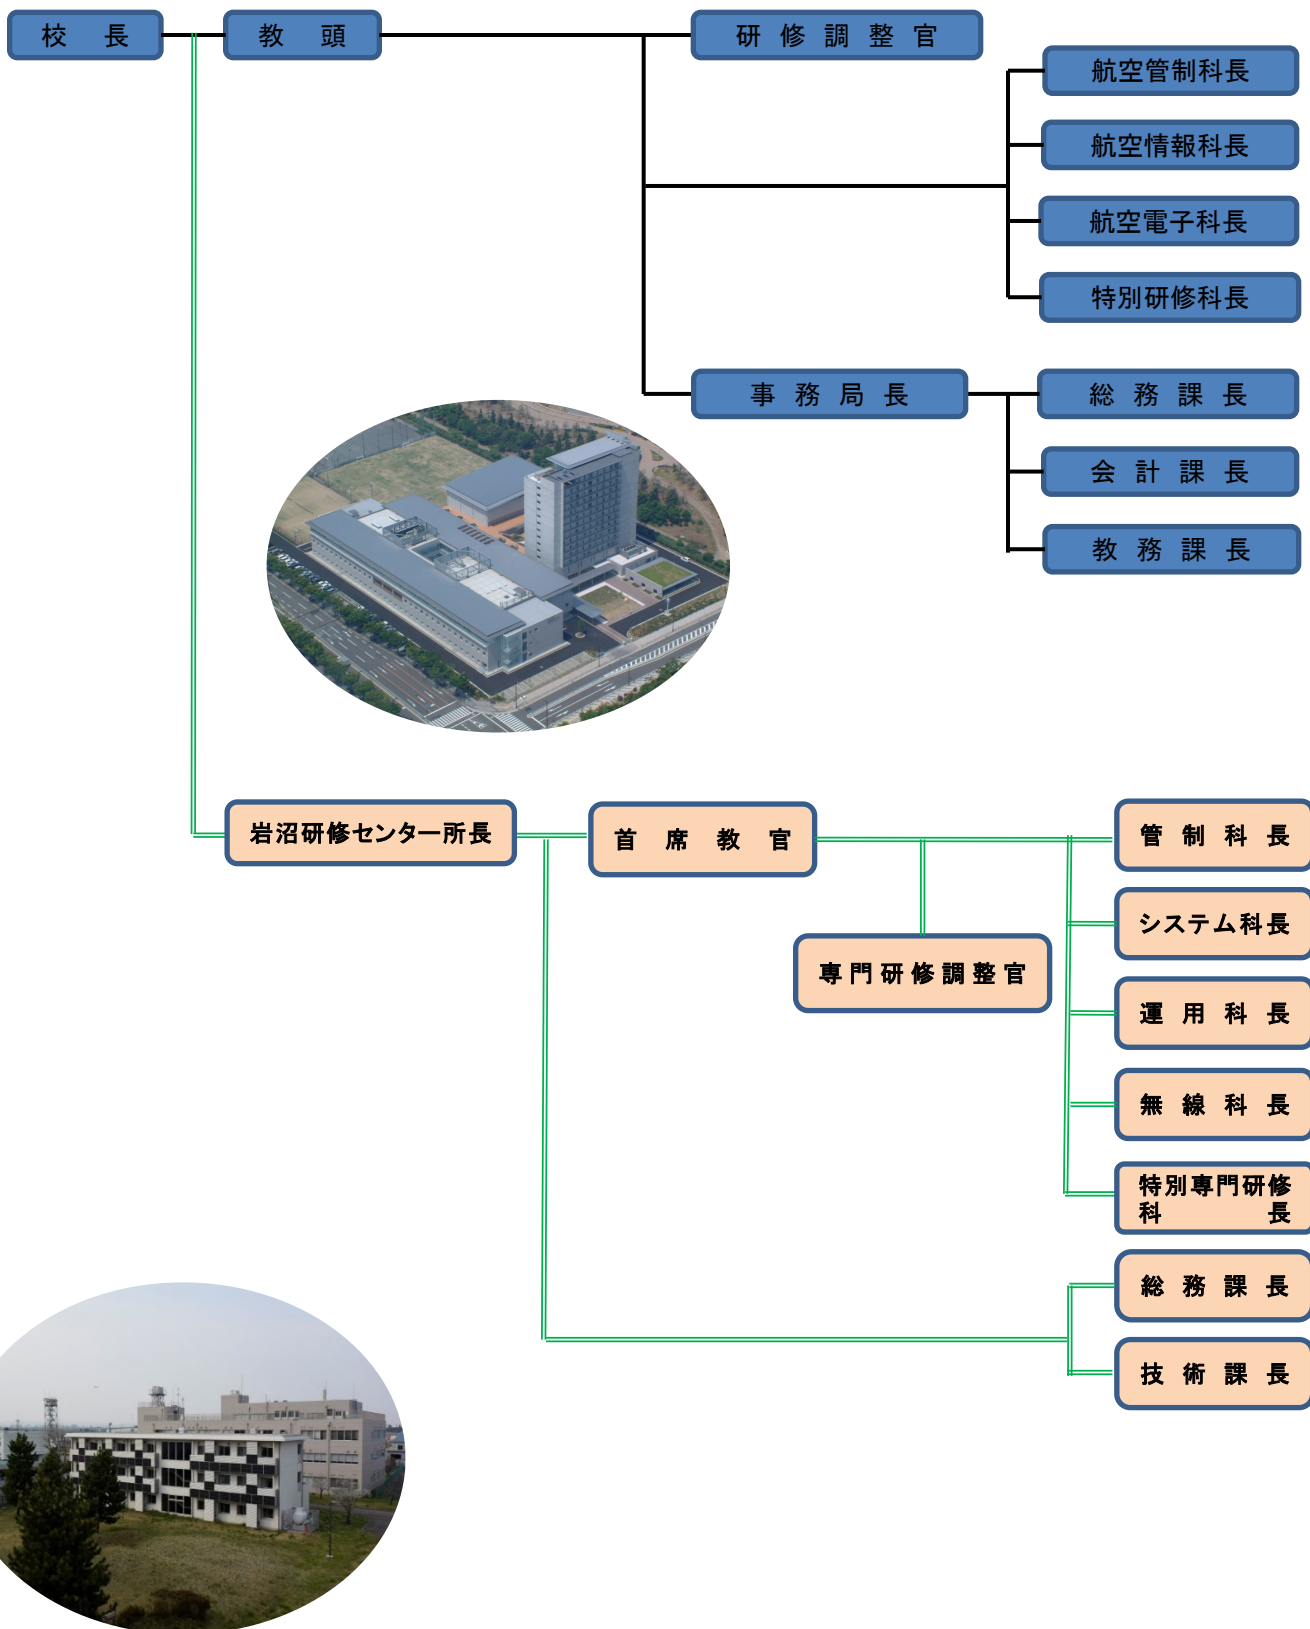 校長
教頭
研修調整官
航空管制科長
航空情報科長
航空電子科長
特別研修科長
事務局長
総務課長
会計課長
教務課長
岩沼研修センター所長
首席教官
専門研修調整官
管制科長
システム科長
運用科長
無線科長
特別専門研修
科長
総務課長
技術課長